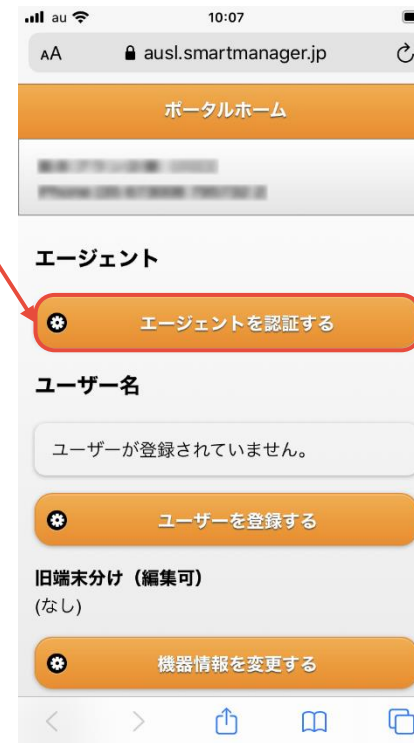 au 10:07
AA ausl.smartmanager.jp
ポータルホーム
エージェント
エージェントを認証する
ユーザー名
ユーザーが登録されていません。
ユーザーを登録する
旧端末分け（編集可）
(なし)
機器情報を変更する